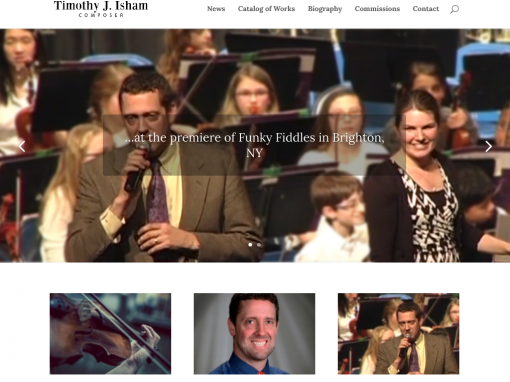 Timothy J. Isham
COMPOSER
News Catalog of Works Biography Commissions Contact
...at the premiere of Funky Fiddles in Brighton,
NY